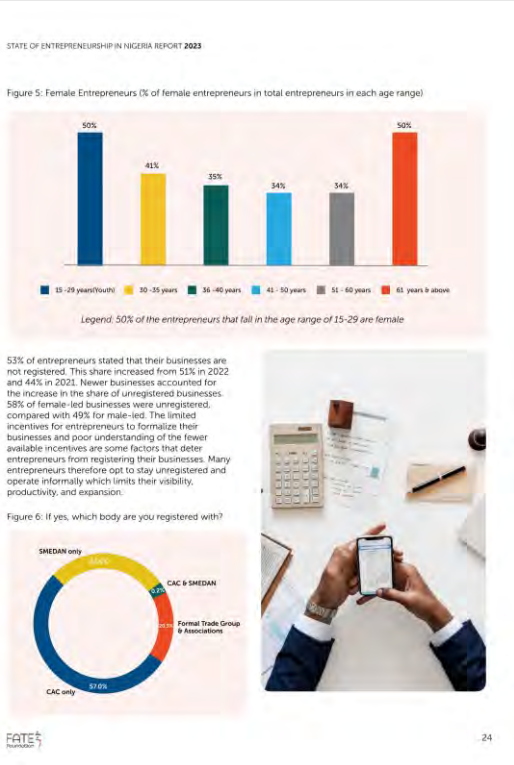 STATE OF ENTREPRENEURSHIP IN NIGERIA REPORT 2023
Figure 5: Female Entrepreneurs (% of female entrepreneurs in total entrepreneurs in each age range)
50%
41%
35%
34%
34%
50%
15 -29 years(Youth)
30 -35 years
36 -40 years
41 - 50 years
51 - 60 years
61 years & above
Legend: 50% of the entrepreneurs that fall in the age range of 15-29 are female
53% of entrepreneurs stated that their businesses are
not registered. This share increased from 51% in 2022
and 44% in 2021. Newer businesses accounted for
the increase in the share of unregistered businesses.
58% of female-led businesses were unregistered,
compared with 49% for male-led. The limited
incentives for entrepreneurs to formalize their
businesses and poor understanding of the fewer
available incentives are some factors that deter
entrepreneurs from registering their businesses. Many
entrepreneurs therefore opt to stay unregistered and
operate informally which limits their visibility,
productivity, and expansion.
Figure 6: If yes, which body are you registered with?
SMEDAN only
CAC & SMEDAN
Formal Trade Group
& Associations
57.0%
CAC only
FATE
foundation
24